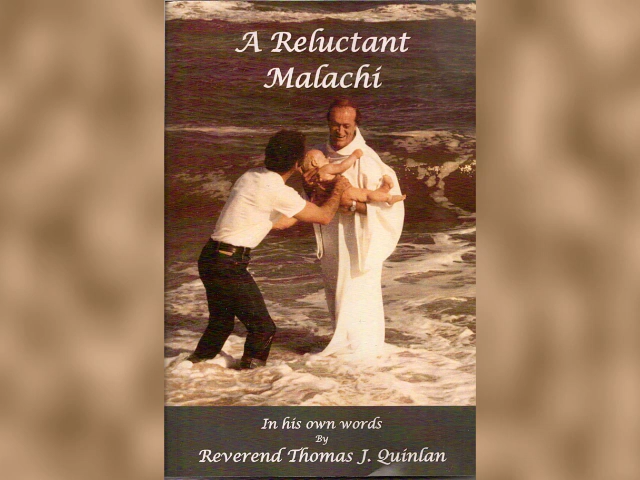 A Reluctant
Malachi
In his own words
By
Reverend Thomas J. Quinlan